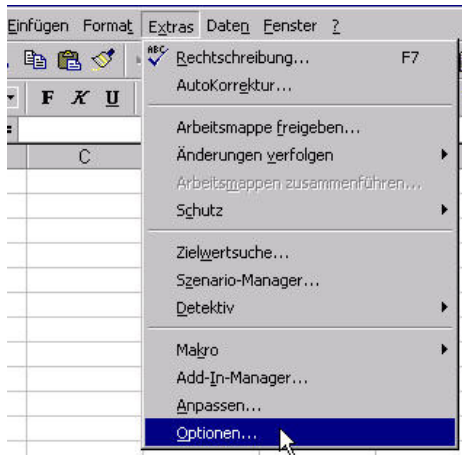 Einfügen Format Extras Daten Fenster ?
ABC Rechtschreibung... F7
AutoKorrektur...
F K U
Arbeitsmappe freigeben...
=
C
Änderungen verfolgen
Arbeitsmappen zusammenführen...
Schutz
Zielwertsuche...
Szenario-Manager...
Detektiv
Makro
Add-In-Manager...
Anpassen...
Optionen...